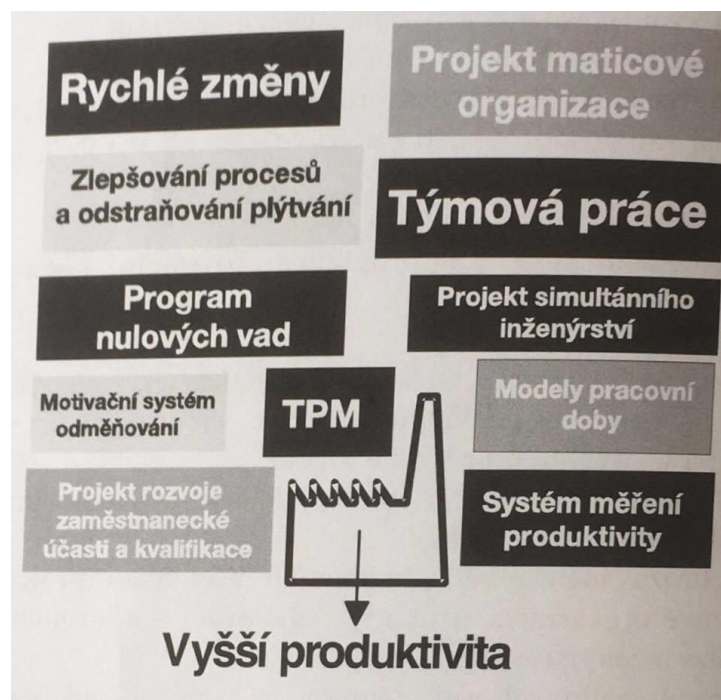 Rychlé změny
Projekt maticové
organizace
Zlepšování procesů
a odstraňování plýtvání
Týmová práce
Program
nulových vad
Projekt simultánního
inženýrství
Motivační systém
odměňování
TPM
Modely pracovní
doby
Projekt rozvoje
zaměstnanecké
účasti a kvalifikace
Systém měření
produktivity
Vyšší produktivita